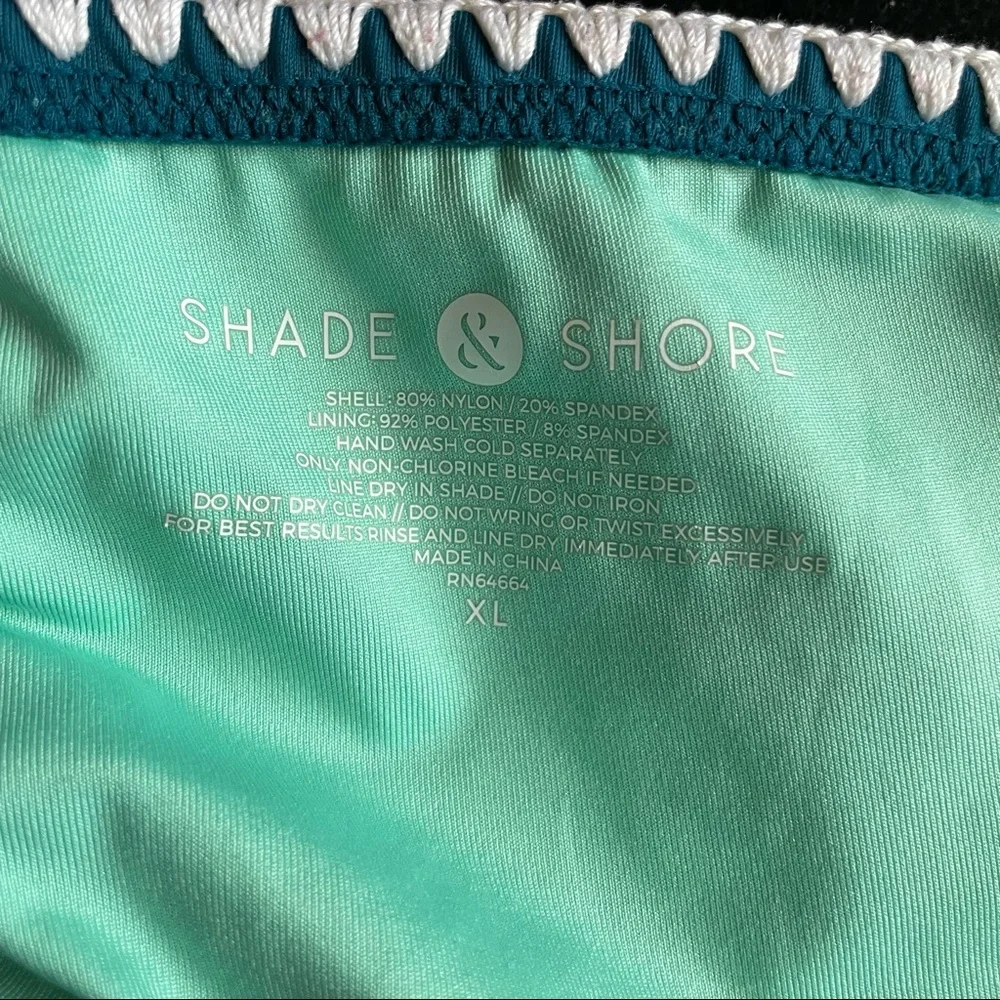 SHADE & SHORE
SHELL: 80% NYLON / 20% SPANDEX
LINING: 92% POLYESTER / 8% SPANDEX
HAND WASH COLD SEPARATELY
ONLY NON-CHLORINE BLEACH IF NEEDED
LINE DRY IN SHADE // DO NOT IRON
DO NOT DRY CLEAN // DO NOT WRING OR TWIST EXCESSIVELY
FOR BEST RESULTS RINSE AND LINE DRY IMMEDIATELY AFTER USE
MADE IN CHINA
RN64664
XL